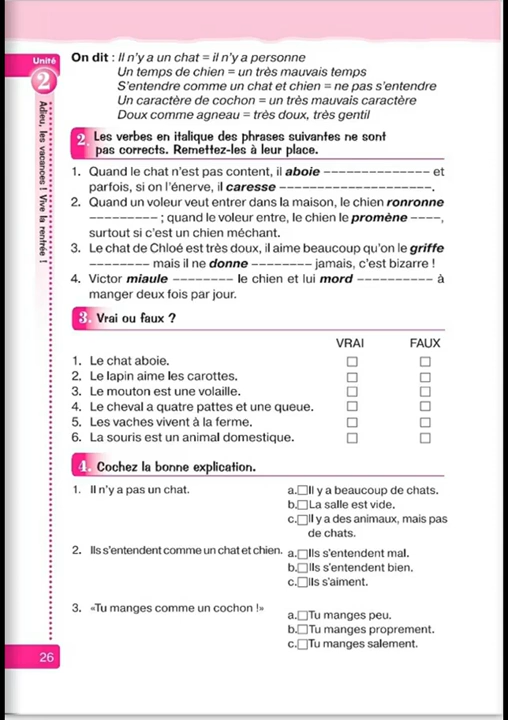 Unité
2
Adieu, les vacances ! Vive la rentrée !
On dit : Il n'y a un chat = il n'y a personne
Un temps de chien = un très mauvais temps
S'entendre comme un chat et chien = ne pas s'entendre
Un caractère de cochon = un très mauvais caractère
Doux comme agneau = très doux, très gentil
2. Les verbes en italique des phrases suivantes ne sont
pas corrects. Remettez-les à leur place.
1. Quand le chat n'est pas content, il aboie -------------- et
parfois, si on l'énerve, il caresse --------------------.
2. Quand un voleur veut entrer dans la maison, le chien ronronne
--------- ; quand le voleur entre, le chien le promène ----,
surtout si c'est un chien méchant.
3. Le chat de Chloé est très doux, il aime beaucoup qu'on le griffe
-------- mais il ne donne -------- jamais, c'est bizarre !
4. Victor miaule -------- le chien et lui mord ---------- à
manger deux fois par jour.
3. Vrai ou faux ?
VRAI FAUX
1. Le chat aboie. □ □
2. Le lapin aime les carottes. □ □
3. Le mouton est une volaille. □ □
4. Le cheval a quatre pattes et une queue. □ □
5. Les vaches vivent à la ferme. □ □
6. La souris est un animal domestique. □ □
4. Cochez la bonne explication.
1. Il n'y a pas un chat.
a.□Il y a beaucoup de chats.
b.□La salle est vide.
c.□Il y a des animaux, mais pas
de chats.
2. Ils s'entendent comme un chat et chien.
a.□Ils s'entendent mal.
b.□Ils s'entendent bien.
c.□Ils s'aiment.
3. «Tu manges comme un cochon !»
a.□Tu manges peu.
b.□Tu manges proprement.
c.□Tu manges salement.
26